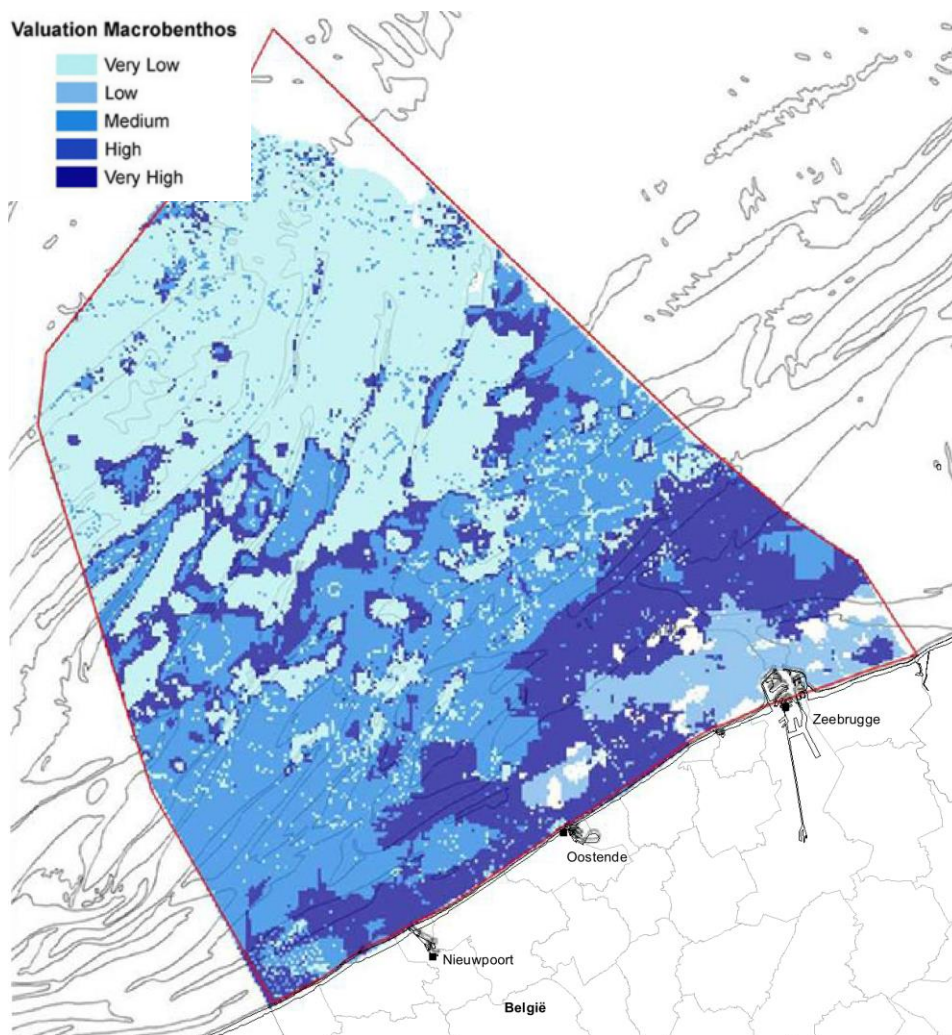 Valuation Macrobenthos
Very Low
Low
Medium
High
Very High
Zeebrugge
Oostende
Nieuwpoort
België